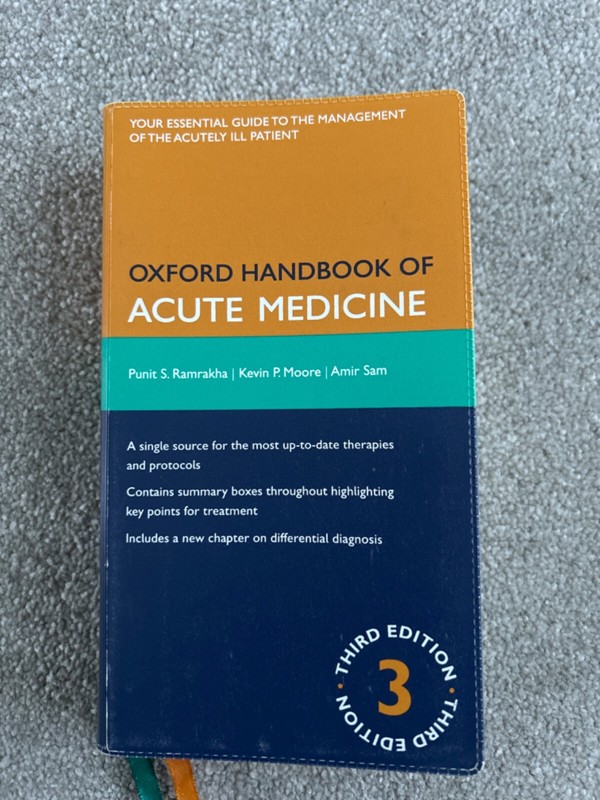 YOUR ESSENTIAL GUIDE TO THE MANAGEMENT
OF THE ACUTELY ILL PATIENT
OXFORD HANDBOOK OF
ACUTE MEDICINE
Punit S. Ramrakha | Kevin P. Moore | Amir Sam
A single source for the most up-to-date therapies
and protocols
Contains summary boxes throughout highlighting
key points for treatment
Includes a new chapter on differential diagnosis
THIRD EDITION • THIRD EDITION •
3